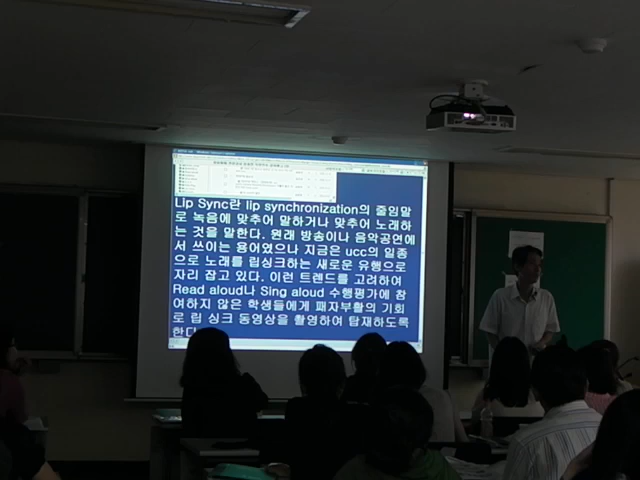 Lip Sync란 lip synchronization의 줄임말
로 녹음에 맞추어 말하거나 맞추어 노래하
는 것을 말한다. 원래 방송이나 음악공연에
서 쓰이는 용어였으나 지금은 ucc의 일종
으로 노래를 립싱크하는 새로운 유행으로
자리 잡고 있다. 이런 트렌드를 고려하여
Read aloud나 Sing aloud 수행평가에 참
여하지 않은 학생들에게 패자부활의 기회
로 립 싱크 동영상을 촬영하여 탑재하도록
한다